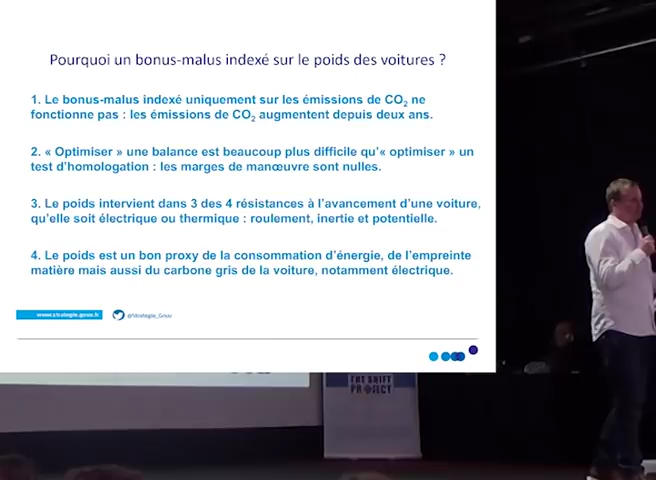 Pourquoi un bonus-malus indexé sur le poids des voitures ?
1. Le bonus-malus indexé uniquement sur les émissions de CO₂ ne
fonctionne pas : les émissions de CO₂ augmentent depuis deux ans.
2. « Optimiser » une balance est beaucoup plus difficile qu'« optimiser » un
test d'homologation : les marges de manœuvre sont nulles.
3. Le poids intervient dans 3 des 4 résistances à l'avancement d'une voiture,
qu'elle soit électrique ou thermique : roulement, inertie et potentielle.
4. Le poids est un bon proxy de la consommation d'énergie, de l'empreinte
matière mais aussi du carbone gris de la voiture, notamment électrique.
www.strategie.gouv.fr
@Strategie_Gouv
THE SHIFT
PROJECT